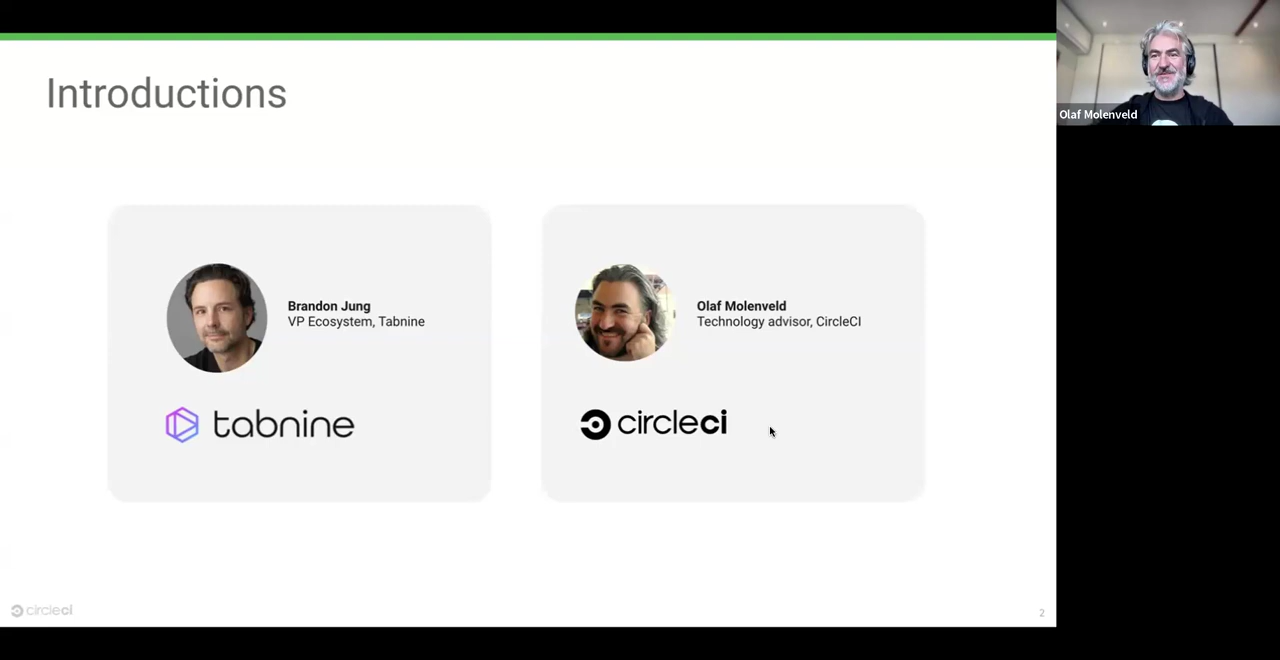 Introductions
Olaf Molenveld
Brandon Jung
VP Ecosystem, Tabnine
tabnine
Olaf Molenveld
Technology advisor, CircleCI
circleci
circleci
2